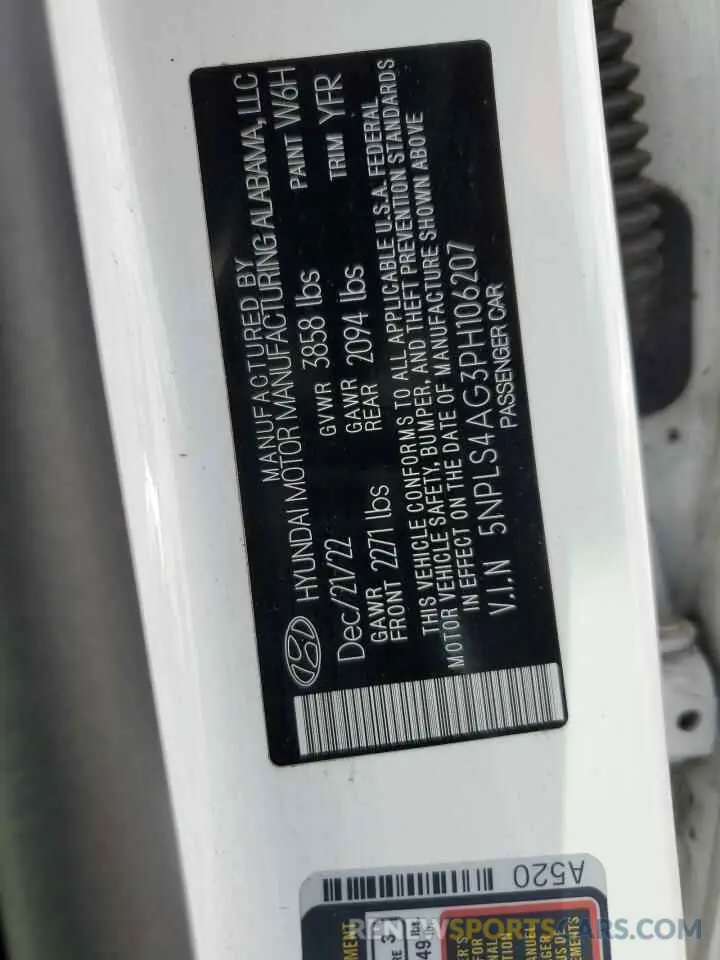 MANUFACTURED BY
HYUNDAI MOTOR MANUFACTURING ALABAMA, LLC
Dec/21/22 GVWR 3858 lbs PAINT W6H
GAWR FRONT 2271 lbs GAWR REAR 2094 lbs TRIM YFR
THIS VEHICLE CONFORMS TO ALL APPLICABLE U.S.A. FEDERAL
MOTOR VEHICLE SAFETY, BUMPER, AND THEFT PREVENTION STANDARDS
IN EFFECT ON THE DATE OF MANUFACTURE SHOWN ABOVE
V.I.N 5NPLS4AG3PH106207
PASSENGER CAR
A520
RENEWSPORTSCARS.COM